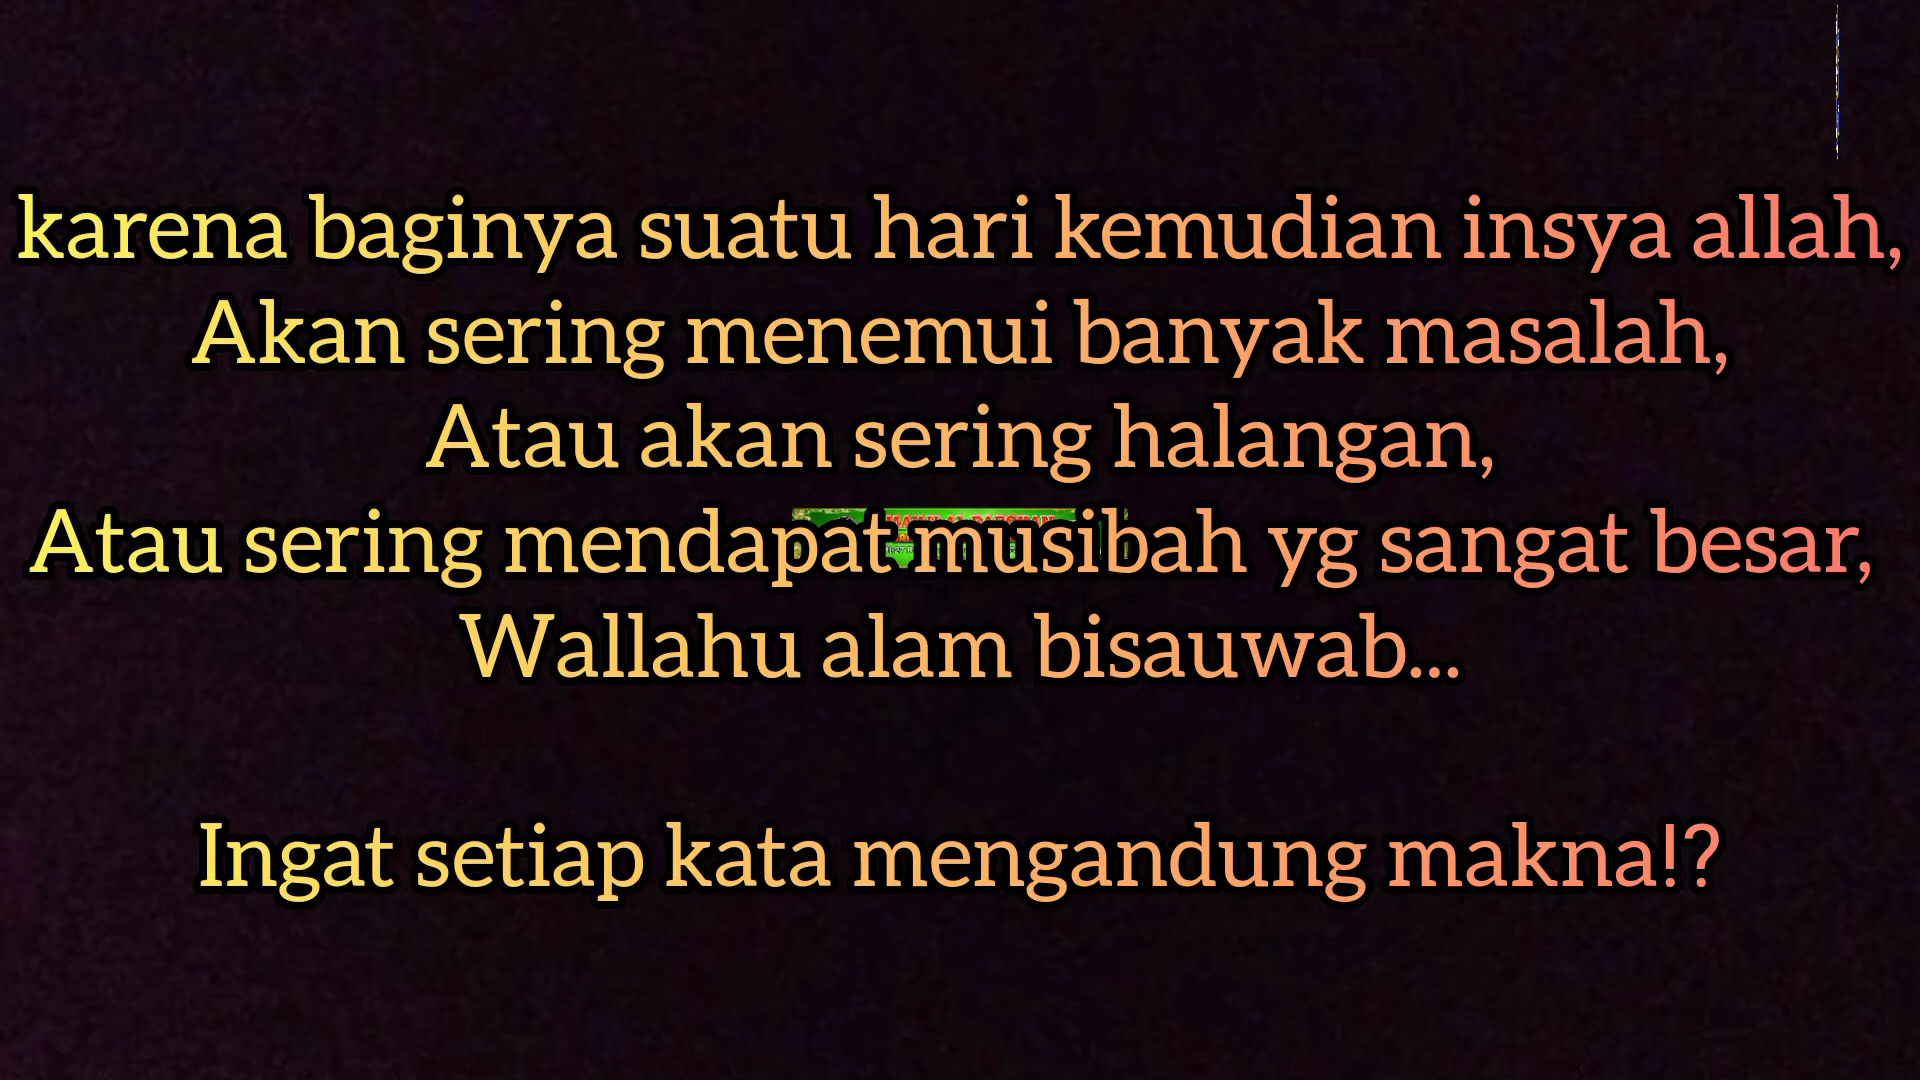 karena baginya suatu hari kemudian insya allah,
Akan sering menemui banyak masalah,
Atau akan sering halangan,
Atau sering mendapat musibah yg sangat besar,
Wallahu alam bisauwab...
Ingat setiap kata mengandung makna!?